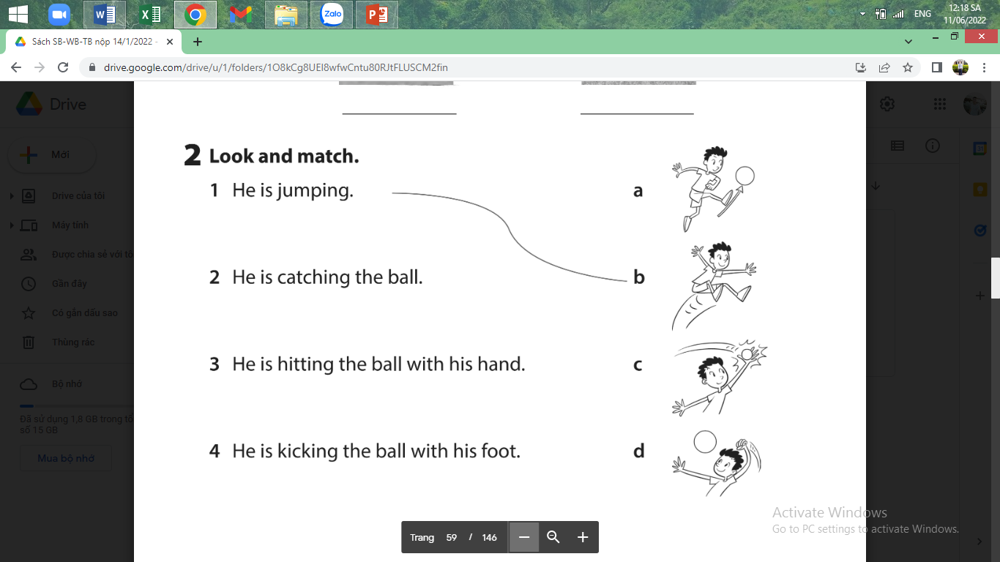 Zalo
ENG
12:18 SA
11/06/2022
Sách SB-WB-TB nộp 14/1/2022 -
drive.google.com/drive/u/1/folders/1O8kCg8UEI8wfwCntu80RJtFLUSCM2fin
Drive
Mới
Drive của tôi
Máy tính
Được chia sẻ với tô
Gần đây
Có gắn dấu sao
Thùng rác
Bộ nhớ
Đã sử dụng 1,8 GB trong tổ
số 15 GB
Mua bộ nhớ
2 Look and match.
1 He is jumping.
a
2 He is catching the ball.
b
3 He is hitting the ball with his hand.
c
4 He is kicking the ball with his foot.
d
Trang 59 / 146
Activate Windows
Go to PC settings to activate Windows.